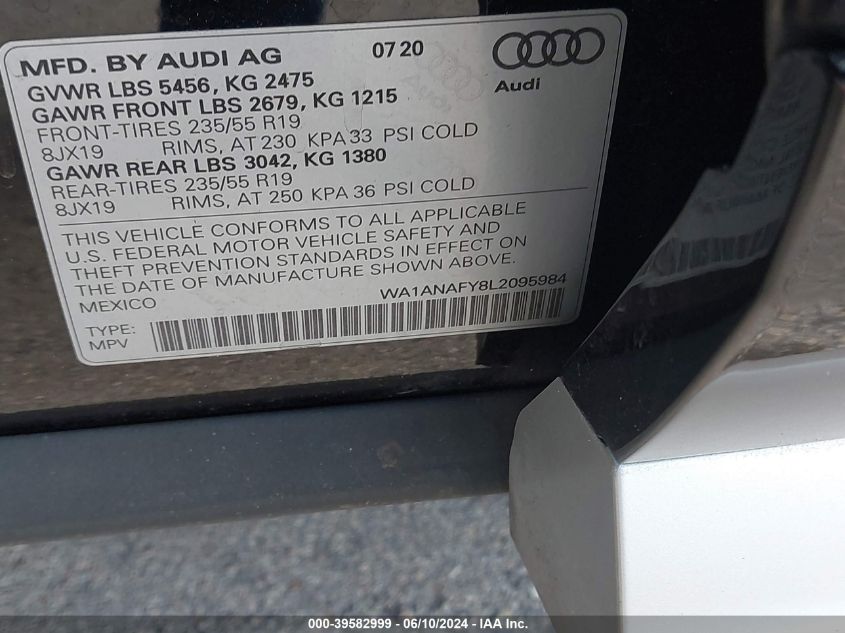 MFD. BY AUDI AG 07 20
Audi
GVWR LBS 5456, KG 2475
GAWR FRONT LBS 2679, KG 1215
FRONT-TIRES 235/55 R19
8JX19 RIMS, AT 230 KPA 33 PSI COLD
GAWR REAR LBS 3042, KG 1380
REAR-TIRES 235/55 R19
8JX19 RIMS, AT 250 KPA 36 PSI COLD
THIS VEHICLE CONFORMS TO ALL APPLICABLE
U.S. FEDERAL MOTOR VEHICLE SAFETY AND
THEFT PREVENTION STANDARDS IN EFFECT ON
THE DATE OF MANUFACTURE SHOWN ABOVE.
MEXICO
WA1ANAFY8L2095984
TYPE:
MPV
000-39582999 - 06/10/2024 - IAA Inc.